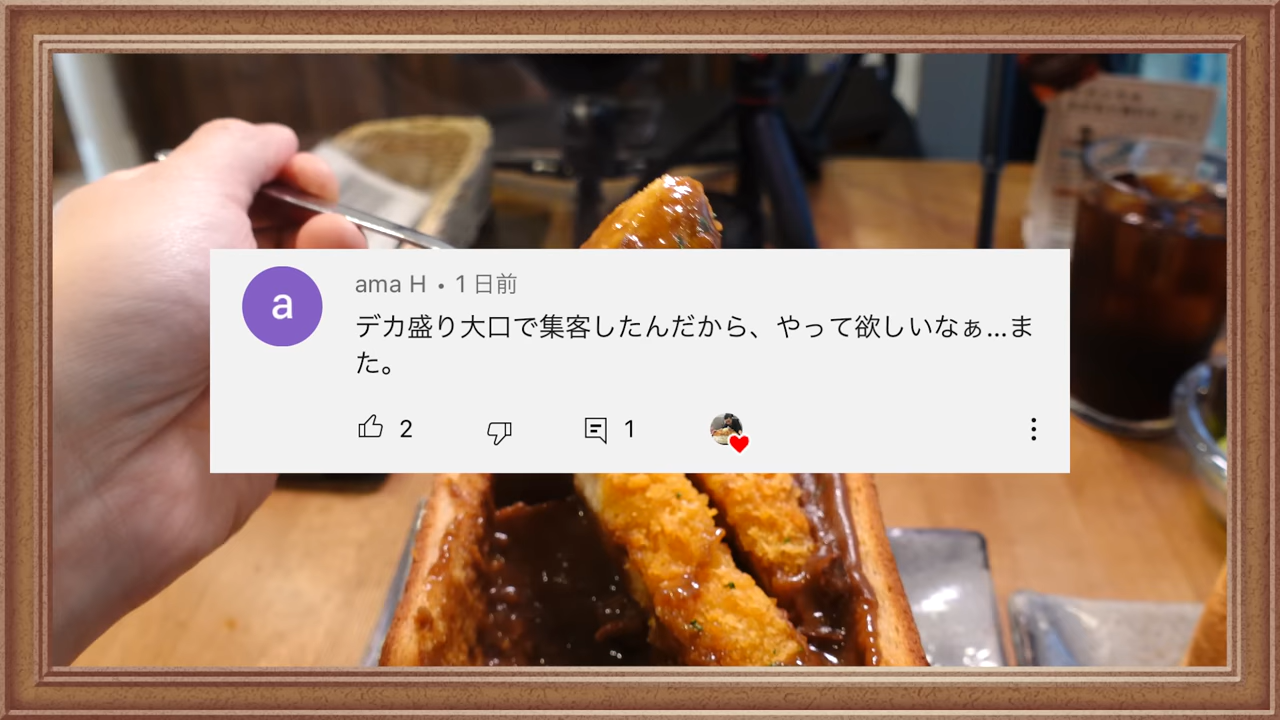 a
ama H • 1 日前
デカ盛り大口で集客したんだから、やって欲しいなぁ...ま
た。
2
1